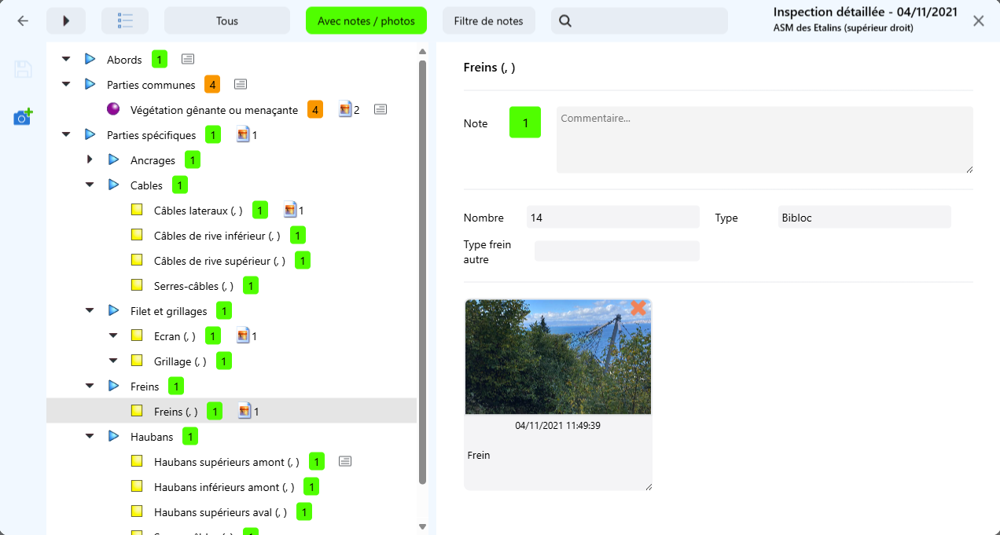 Tous
Avec notes / photos
Filtre de notes
Inspection détaillée - 04/11/2021
ASM des Etalins (supérieur droit)
Abords 1
Parties communes 4
Végétation gênante ou menaçante 4 2
Parties spécifiques 1 1
Ancrages 1
Cables 1
Câbles lateraux (, ) 1 1
Câbles de rive inférieur (, ) 1
Câbles de rive supérieur (, ) 1
Serres-câbles (, ) 1
Filet et grillages 1
Ecran (, ) 1 1
Grillage (, ) 1
Freins 1
Freins (, ) 1 1
Haubans 1
Haubans supérieurs amont (, ) 1
Haubans inférieurs amont (, ) 1
Haubans supérieurs aval (, ) 1
Freins (, )
Note 1 Commentaire...
Nombre 14 Type Bibloc
Type frein
autre
04/11/2021 11:49:39
Frein